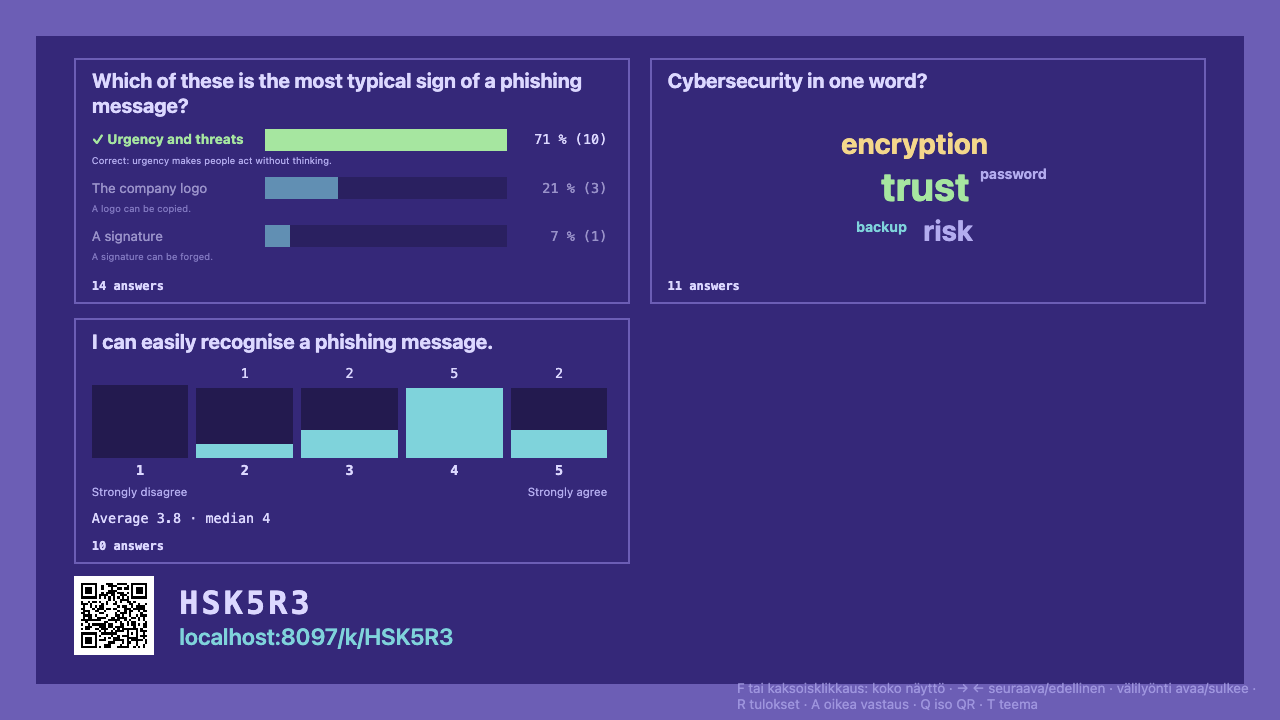 Which of these is the most typical sign of a phishing
message?
✓ Urgency and threats 71 % (10)
Correct: urgency makes people act without thinking.
The company logo 21 % (3)
A logo can be copied.
A signature 7 % (1)
A signature can be forged.
14 answers
Cybersecurity in one word?
encryption
trust password
backup risk
11 answers
I can easily recognise a phishing message.
1 2 5 2
1 2 3 4 5
Strongly disagree Strongly agree
Average 3.8 · median 4
10 answers
HSK5R3
localhost:8097/k/HSK5R3
F tai kaksoisklikkaus: koko näyttö · → ← seuraava/edellinen · välilyönti avaa/sulkee ·
R tulokset · A oikea vastaus · Q iso QR · T teema